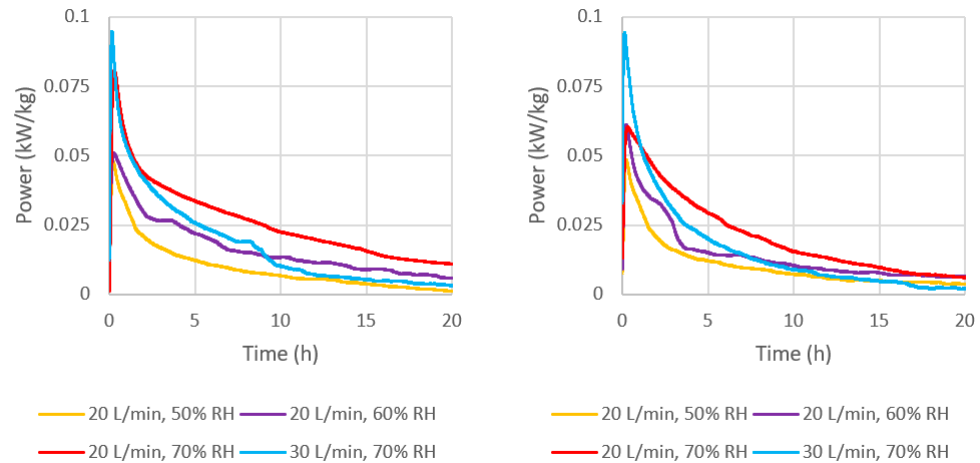 0.1
0.075
0.05
0.025
0
Power (kW/kg)
0 5 10 15 20
Time (h)
20 L/min, 50% RH 20 L/min, 60% RH
20 L/min, 70% RH 30 L/min, 70% RH
0.1
0.075
0.05
0.025
0
Power (kW/kg)
0 5 10 15 20
Time (h)
20 L/min, 50% RH 20 L/min, 60% RH
20 L/min, 70% RH 30 L/min, 70% RH